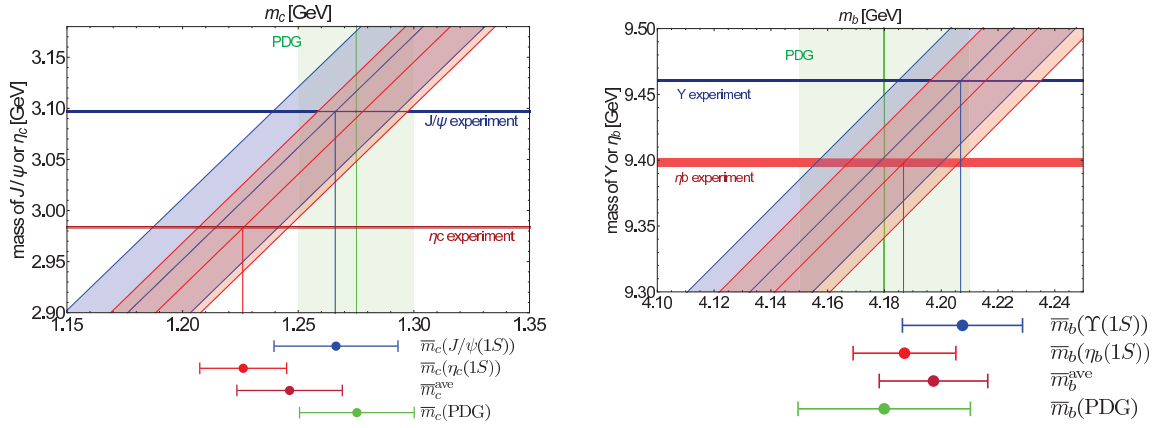 m_c [GeV]
PDG
mass of J/ψ or η_c [GeV]
3.15
3.10
3.05
3.00
2.95
2.90
J/ψ experiment
ηc experiment
1.15
1.20
1.25
1.30
1.35
m̅_c(J/ψ(1S))
m̅_c(η_c(1S))
m̅_c^ave
m̅_c(PDG)
m_b [GeV]
PDG
mass of Υ or η_b [GeV]
9.50
9.45
9.40
9.35
9.30
Υ experiment
ηb experiment
4.10
4.12
4.14
4.16
4.18
4.20
4.22
4.24
m̅_b(Υ(1S))
m̅_b(η_b(1S))
m̅_b^ave
m̅_b(PDG)